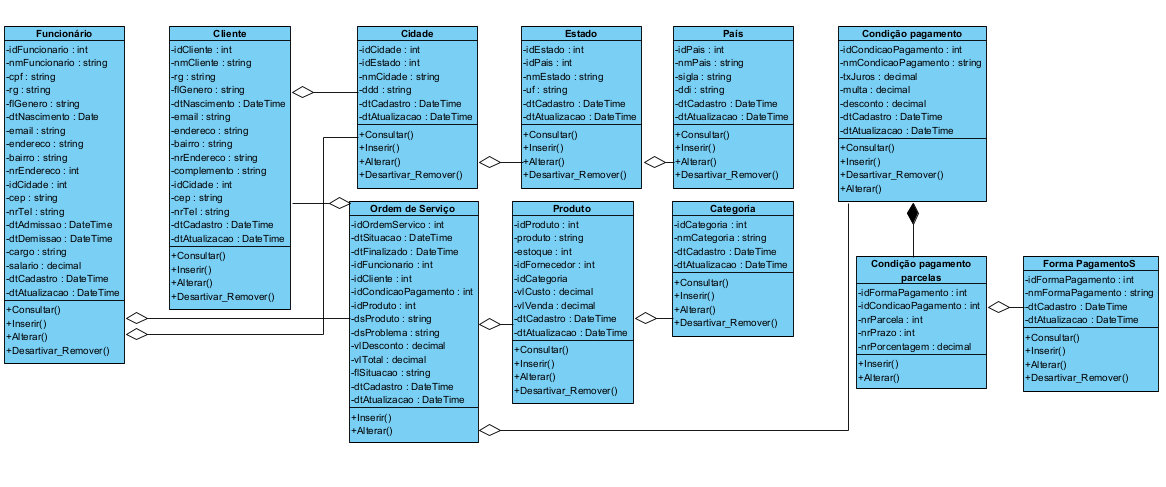 Funcionário
-idFuncionario : int
-nmFuncionario : string
-cpf : string
-rg : string
-flGenero : string
-dtNascimento : Date
-email : string
-endereco : string
-bairro : string
-nrEndereco : int
-idCidade : int
-cep : string
-nrTel : string
-dtAdmissao : DateTime
-dtDemissao : DateTime
-cargo : string
-salario : decimal
-dtCadastro : DateTime
-dtAtualizacao : DateTime
+Consultar()
+Inserir()
+Alterar()
+Desartivar_Remover()
Cliente
-idCliente : int
-nmCliente : string
-rg : string
-flGenero : string
-dtNascimento : DateTime
-email : string
-endereco : string
-bairro : string
-nrEndereco : string
-complemento : string
-idCidade : int
-cep : string
-nrTel : string
-dtCadastro : DateTime
-dtAtualizacao : DateTime
+Consultar()
+Inserir()
+Alterar()
+Desartivar_Remover()
Cidade
-idCidade : int
-idEstado : int
-nmCidade : string
-ddd : string
-dtCadastro : DateTime
-dtAtualizacao : DateTime
+Consultar()
+Inserir()
+Alterar()
+Desartivar_Remover()
Estado
-idEstado : int
-idPais : int
-nmEstado : string
-uf : string
-dtCadastro : DateTime
-dtAtualizacao : DateTime
+Consultar()
+Inserir()
+Alterar()
+Desartivar_Remover()
País
-idPais : int
-nmPais : string
-sigla : string
-ddi : string
-dtCadastro : DateTime
-dtAtualizacao : DateTime
+Consultar()
+Inserir()
+Alterar()
+Desartivar_Remover()
Condição pagamento
-idCondicaoPagamento : int
-nmCondicaoPagamento : string
-txJuros : decimal
-multa : decimal
-desconto : decimal
-dtCadastro : DateTime
-dtAtualizacao : DateTime
+Consultar()
+Inserir()
+Desartivar_Remover()
+Alterar()
Ordem de Serviço
-idOrdemServico : int
-dtSituacao : DateTime
-dtFinalizado : DateTime
-idFuncionario : int
-idCliente : int
-idCondicaoPagamento : int
-idProduto : int
-dsProduto : string
-dsProblema : string
-vlDesconto : decimal
-vlTotal : decimal
-flSituacao : string
-dtCadastro : DateTime
-dtAtualizacao : DateTime
+Inserir()
+Alterar()
Produto
-idProduto : int
-produto : string
-estoque : int
-idFornecedor : int
-idCategoria
-vlCusto : decimal
-vlVenda : decimal
-dtCadastro : DateTime
-dtAtualizacao : DateTime
+Consultar()
+Inserir()
+Alterar()
+Desartivar_Remover()
Categoria
-idCategoria : int
-nmCategoria : string
-dtCadastro : DateTime
-dtAtualizacao : DateTime
+Consultar()
+Inserir()
+Alterar()
+Desartivar_Remover()
Condição pagamento
parcelas
-idFormaPagamento : int
-idCondicaoPagamento : int
-nrParcela : int
-nrPrazo : int
-nrPorcentagem : decimal
+Inserir()
+Alterar()
Forma PagamentoS
-idFormaPagamento : int
-nmFormaPagamento : string
-dtCadastro : DateTime
-dtAtualizacao : DateTime
+Consultar()
+Inserir()
+Alterar()
+Desartivar_Remover()